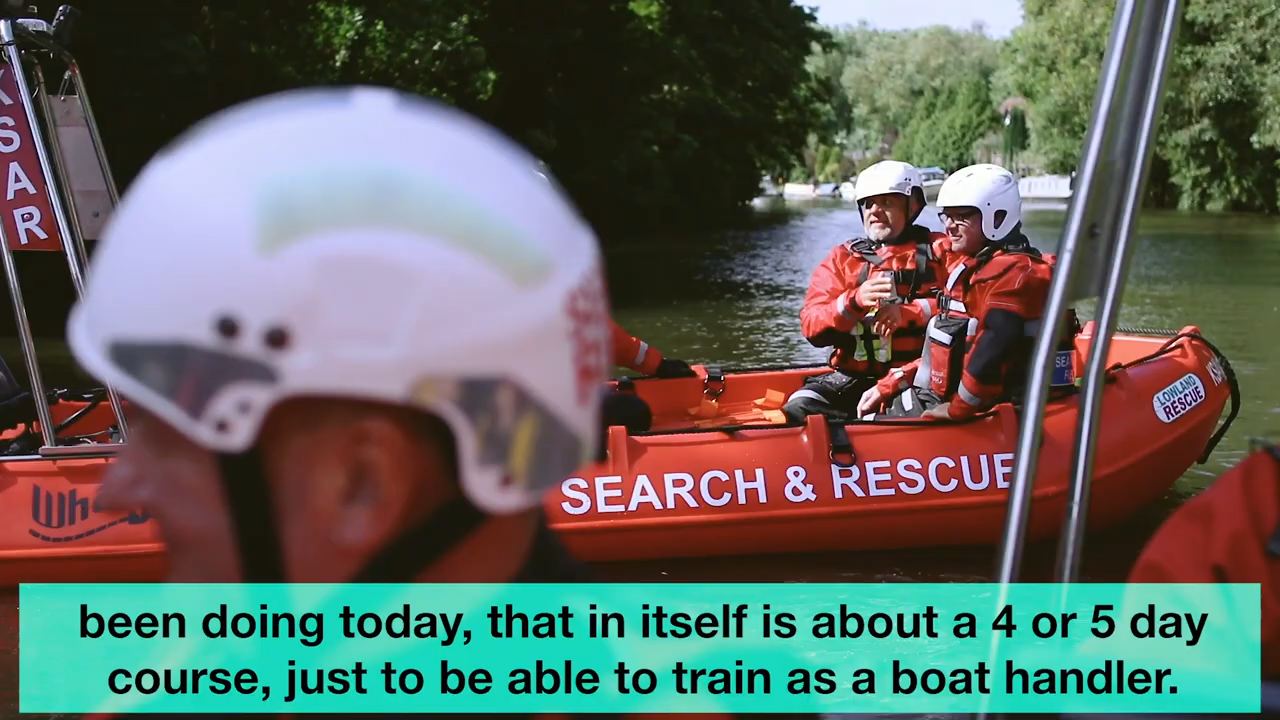 KSAR
LOWLAND
RESCUE
SEARCH & RESCUE
been doing today, that in itself is about a 4 or 5 day
course, just to be able to train as a boat handler.